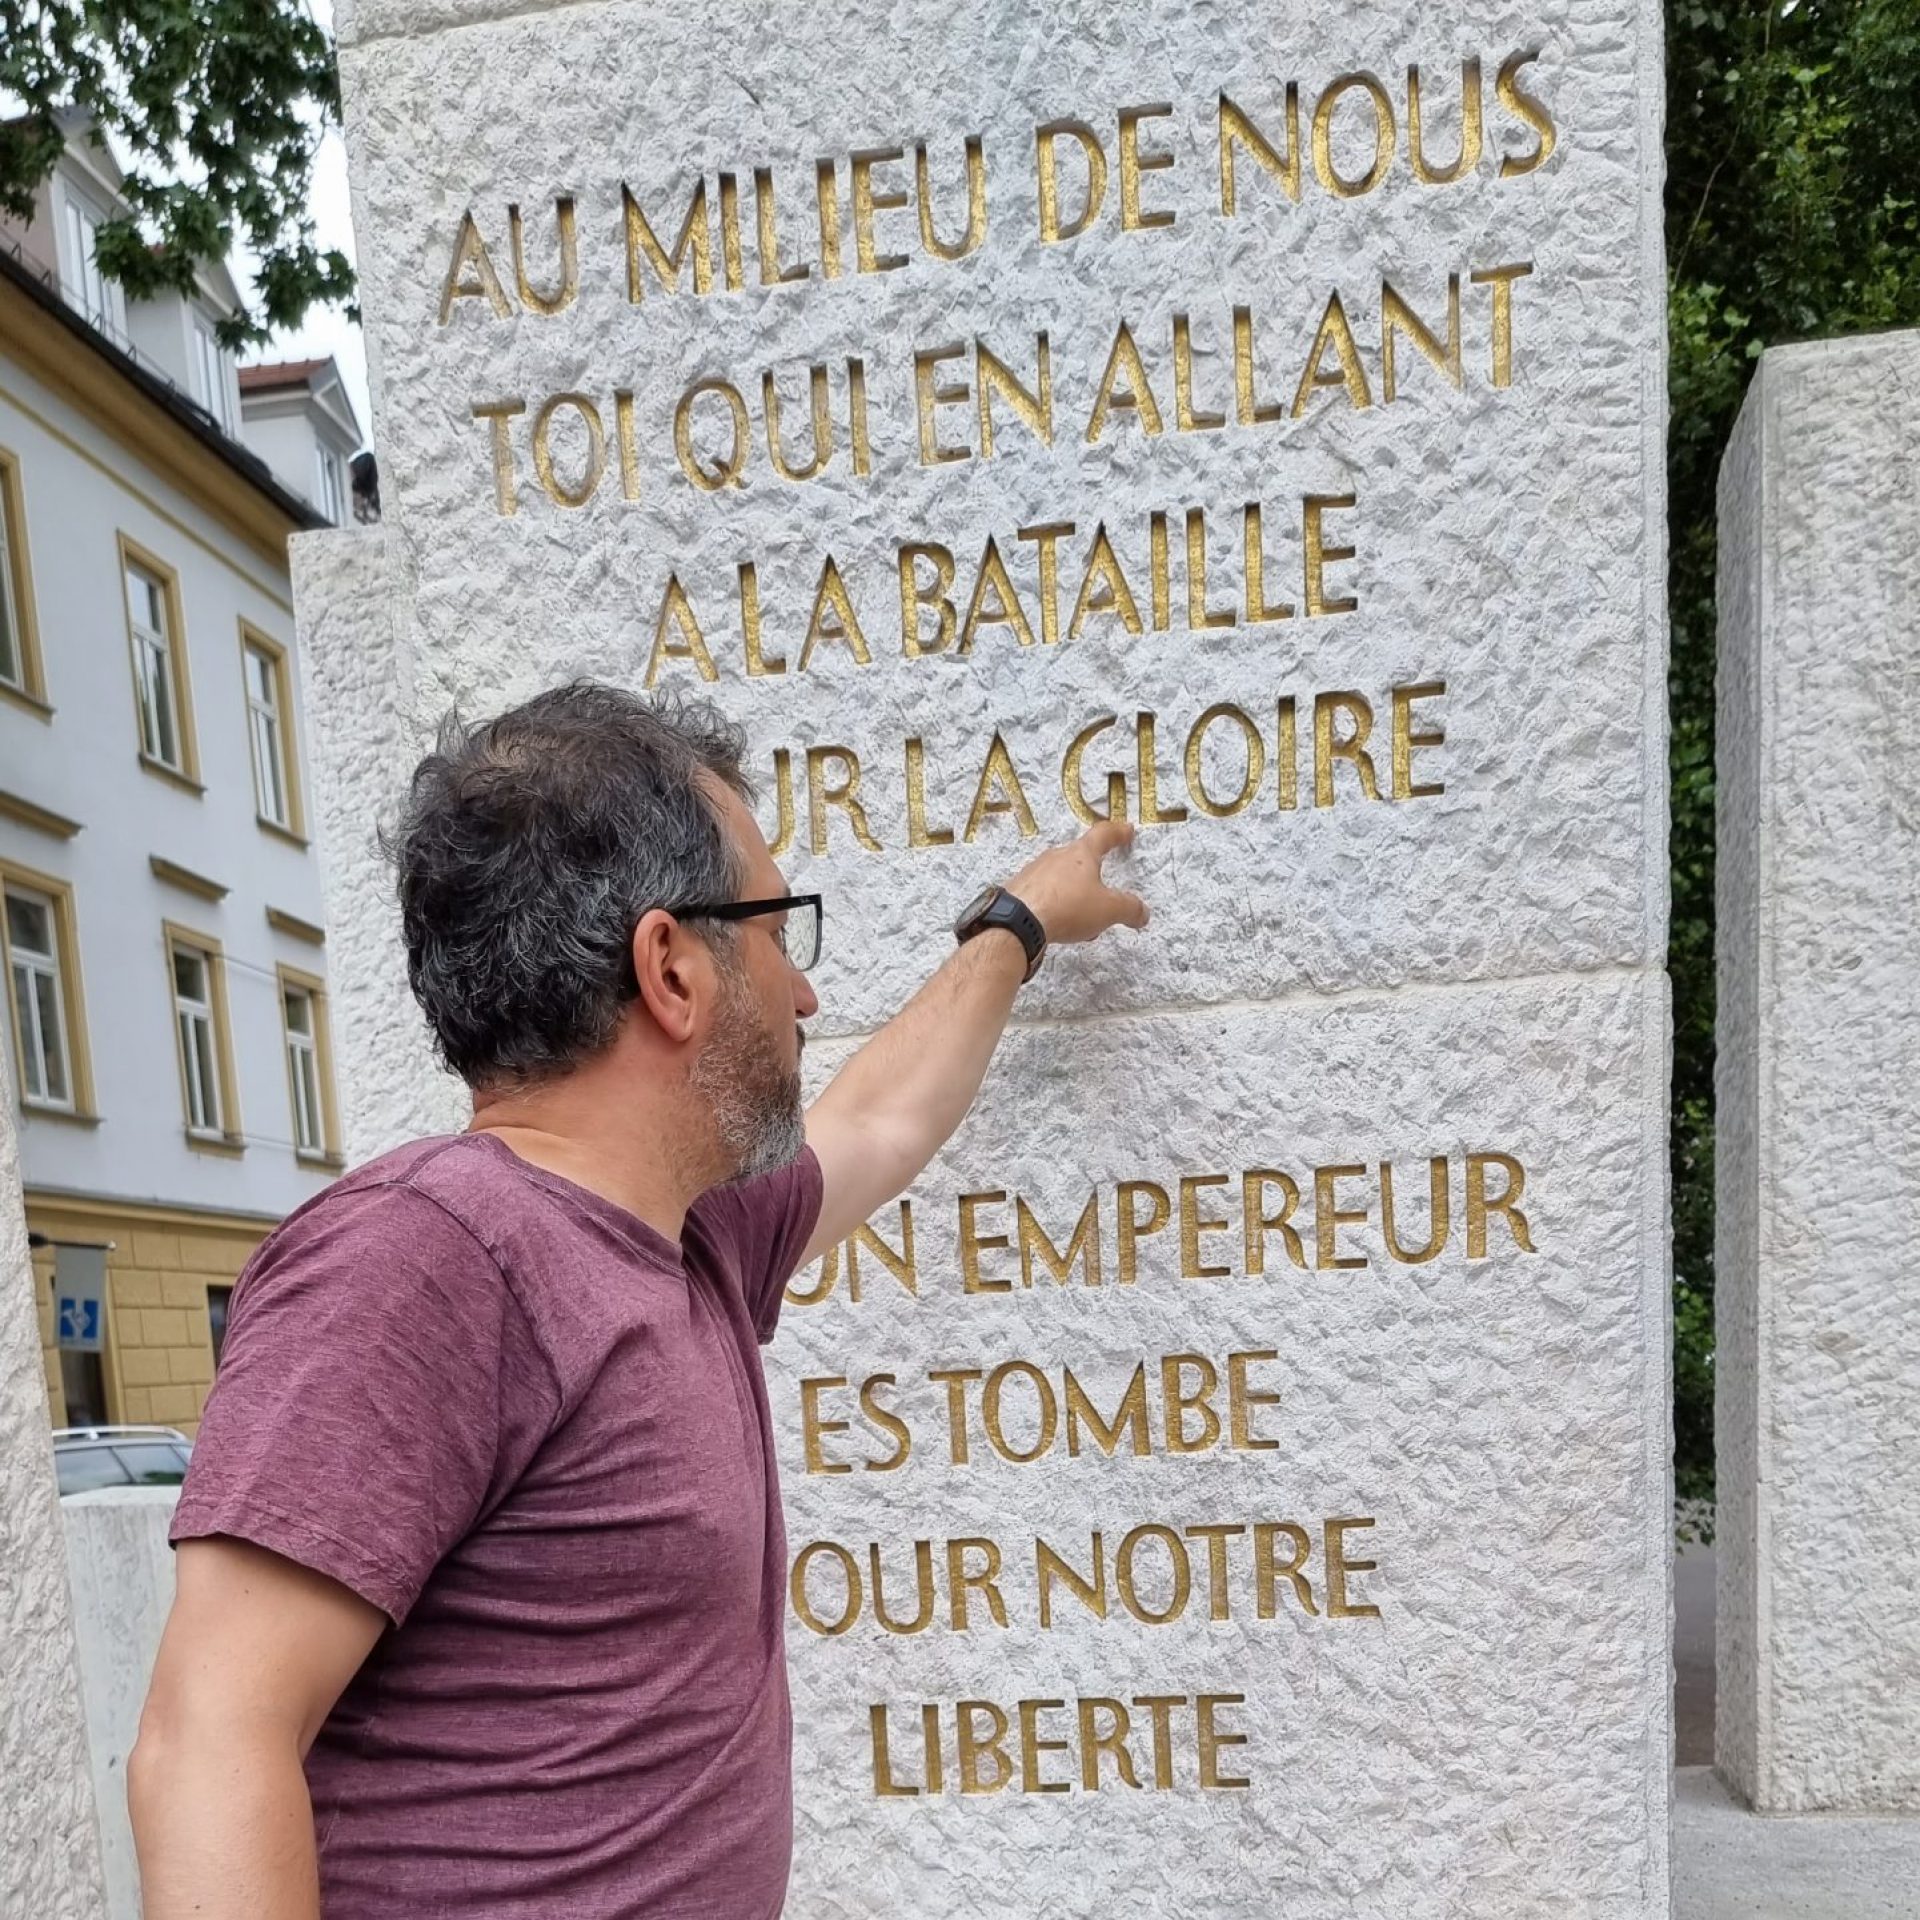 AU MILIEU DE NOUS
TOI QUI EN ALLANT
A LA BATAILLE
LA GLOIRE
EMPEREUR
ES TOMBE
NOTRE
LIBERTE